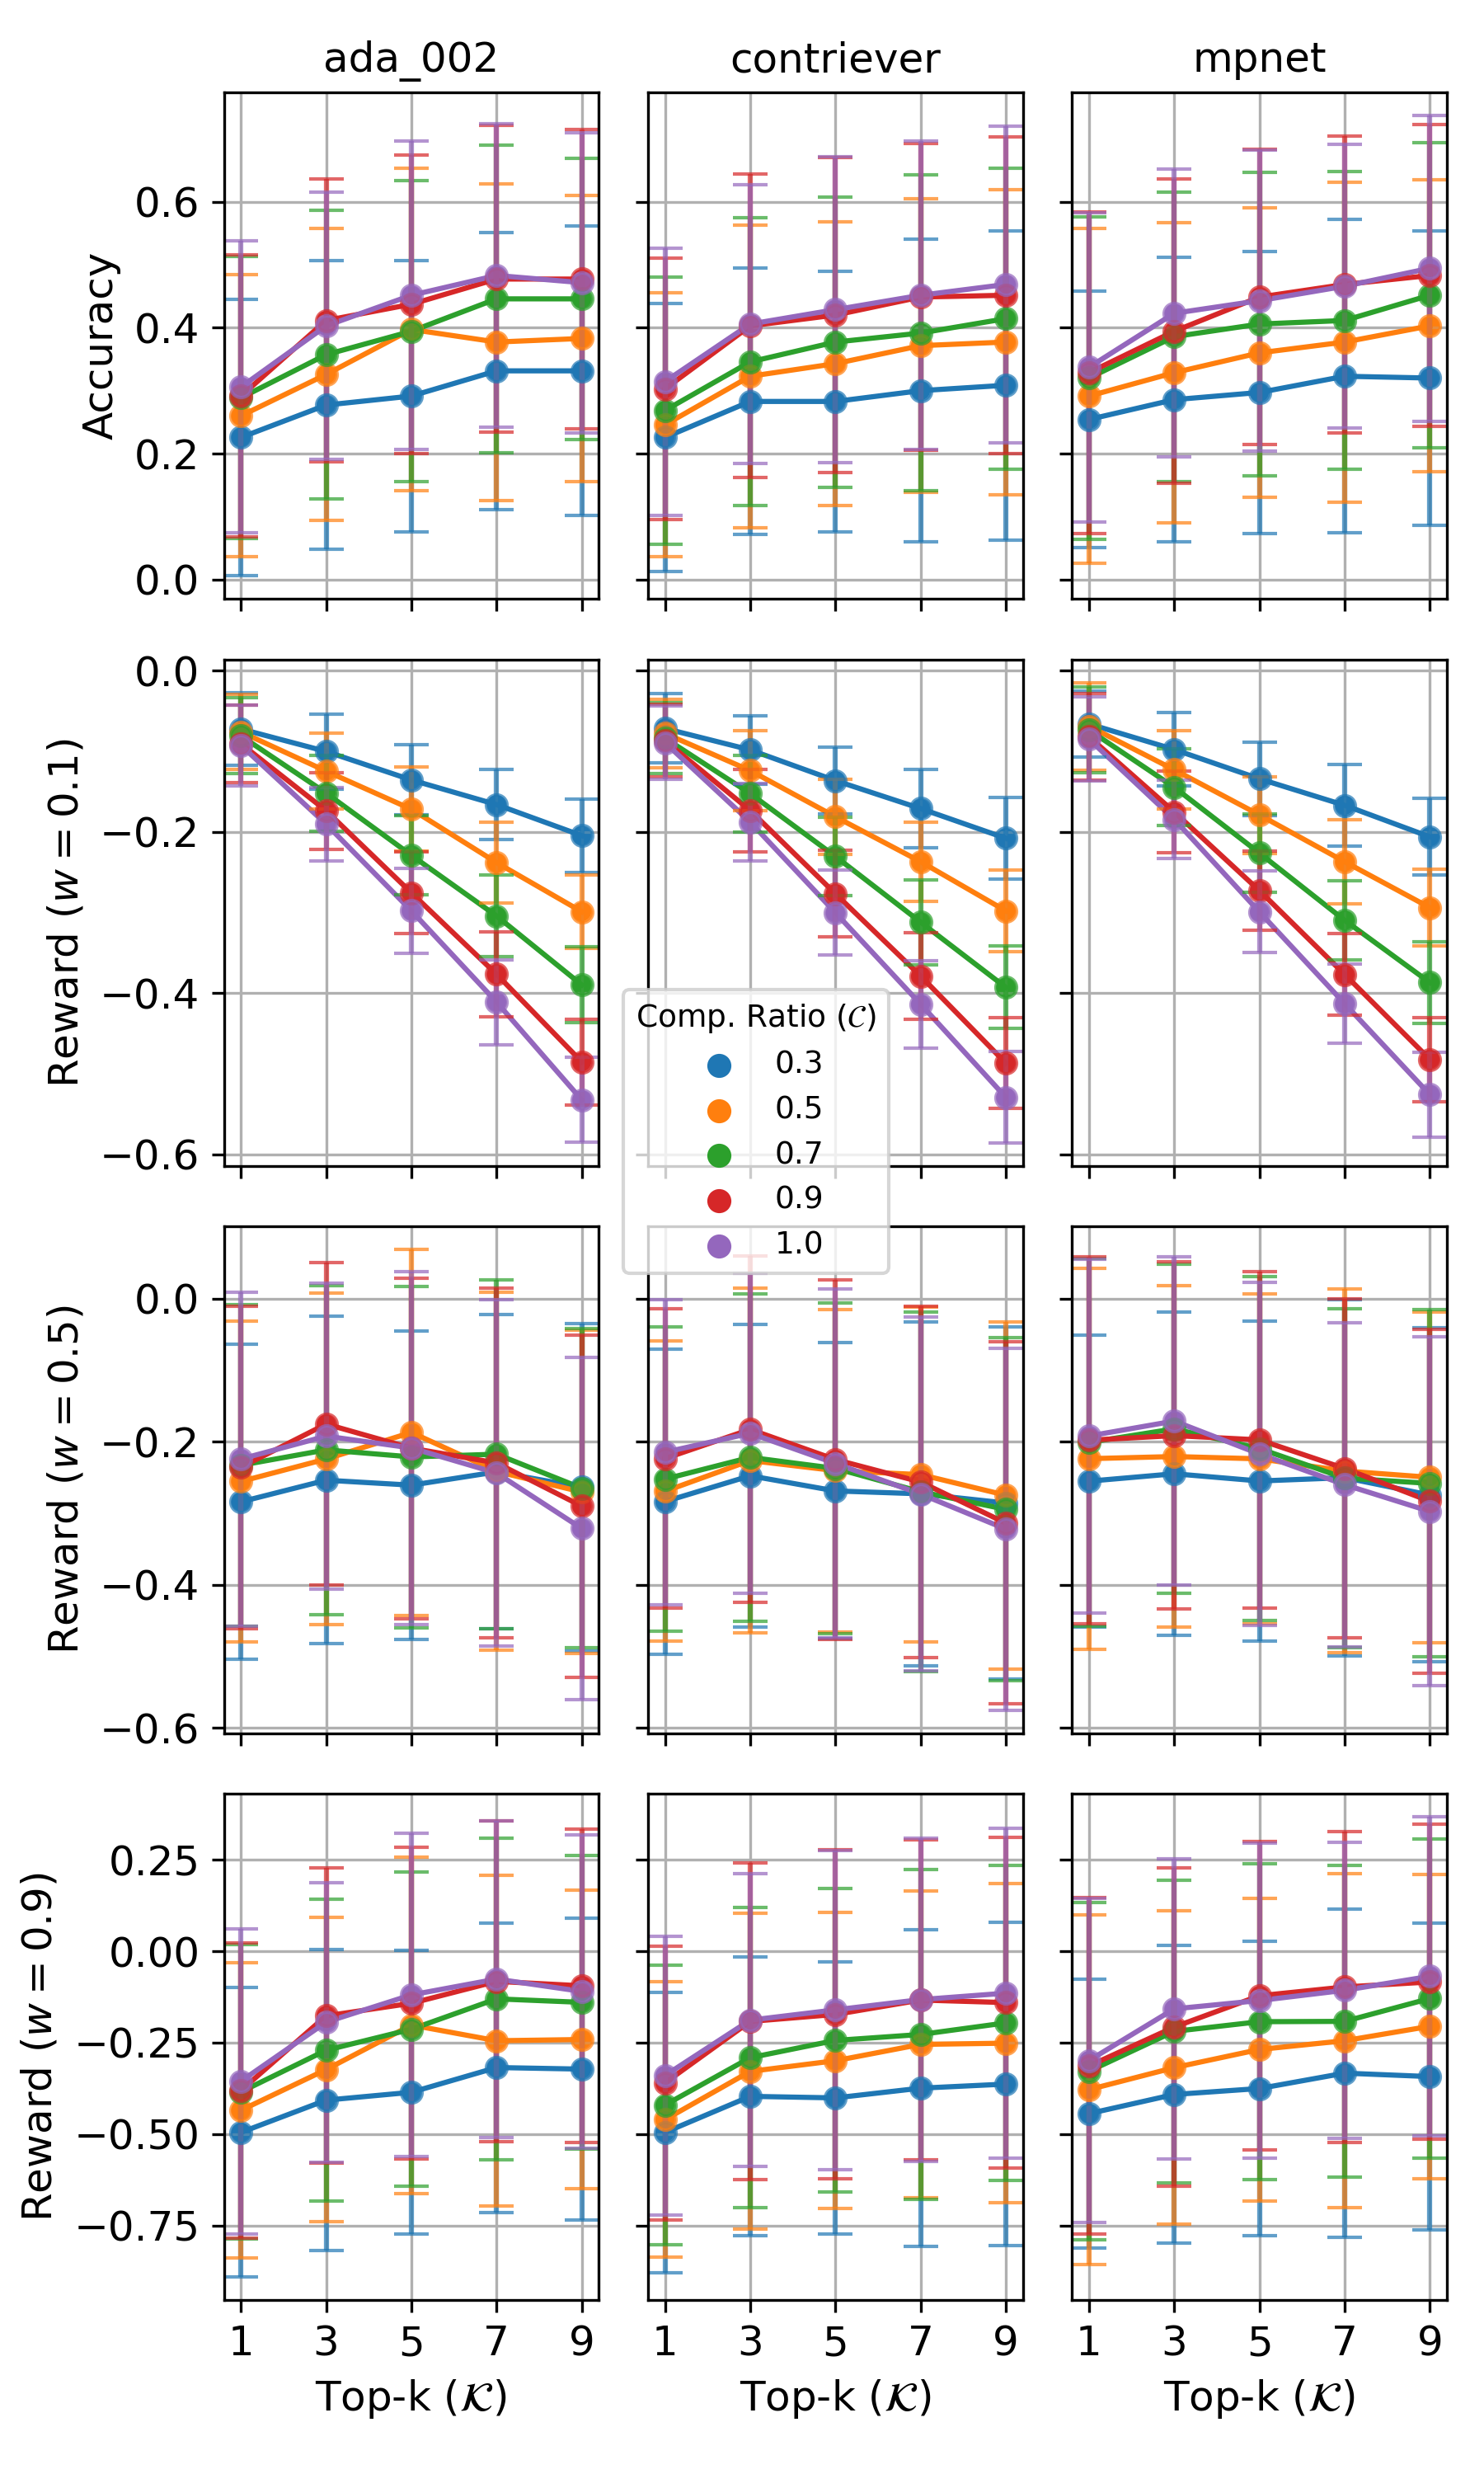 ada_002 contriever mpnet
Accuracy
0.6
0.4
0.2
0.0
Reward (w = 0.1)
0.0
−0.2
−0.4
−0.6
Comp. Ratio (𝒞)
0.3
0.5
0.7
0.9
1.0
Reward (w = 0.5)
0.0
−0.2
−0.4
−0.6
Reward (w = 0.9)
0.25
0.00
−0.25
−0.50
−0.75
1 3 5 7 9 1 3 5 7 9 1 3 5 7 9
Top-k (𝒦) Top-k (𝒦) Top-k (𝒦)